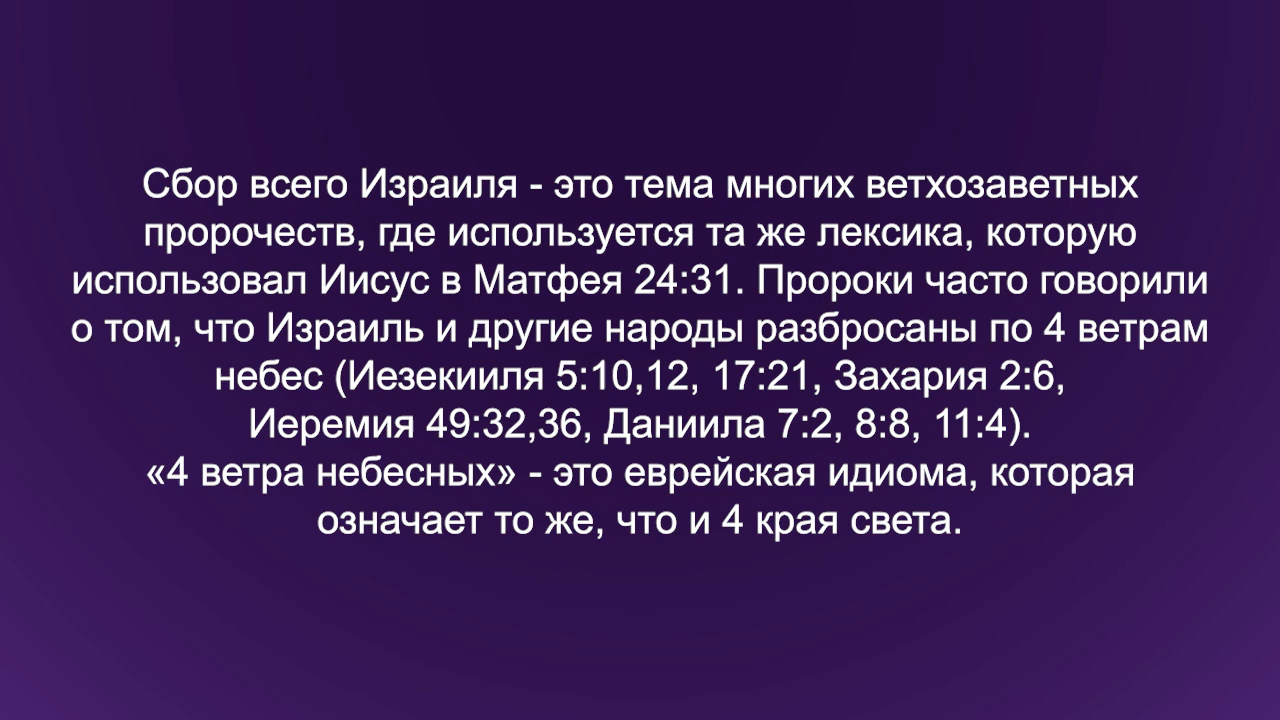 Сбор всего Израиля - это тема многих ветхозаветных
пророчеств, где используется та же лексика, которую
использовал Иисус в Матфея 24:31. Пророки часто говорили
о том, что Израиль и другие народы разбросаны по 4 ветрам
небес (Иезекииля 5:10,12, 17:21, Захария 2:6,
Иеремия 49:32,36, Даниила 7:2, 8:8, 11:4).
«4 ветра небесных» - это еврейская идиома, которая
означает то же, что и 4 края света.